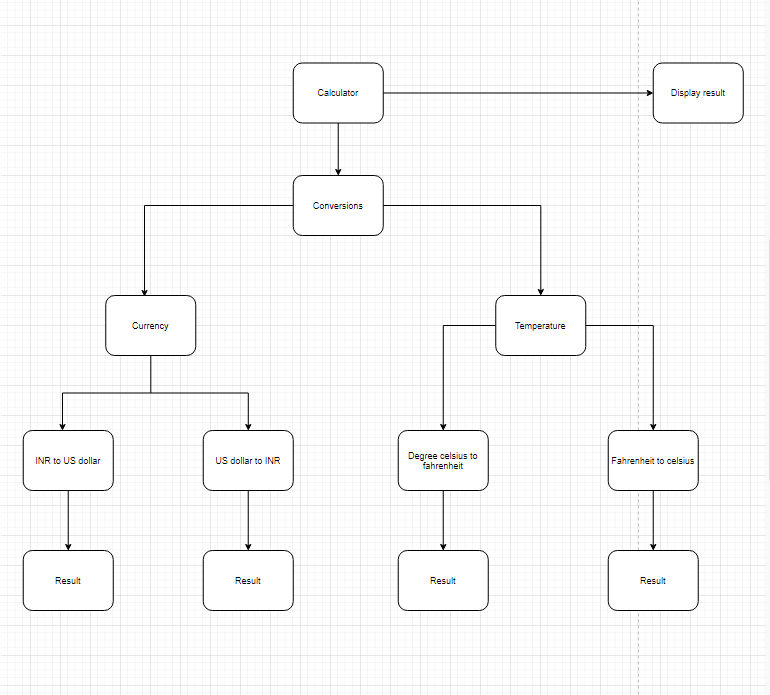 Calculator
Display result
Conversions
Currency
Temperature
INR to US dollar
US dollar to INR
Degree celsius to
fahrenheit
Fahrenheit to celsius
Result
Result
Result
Result